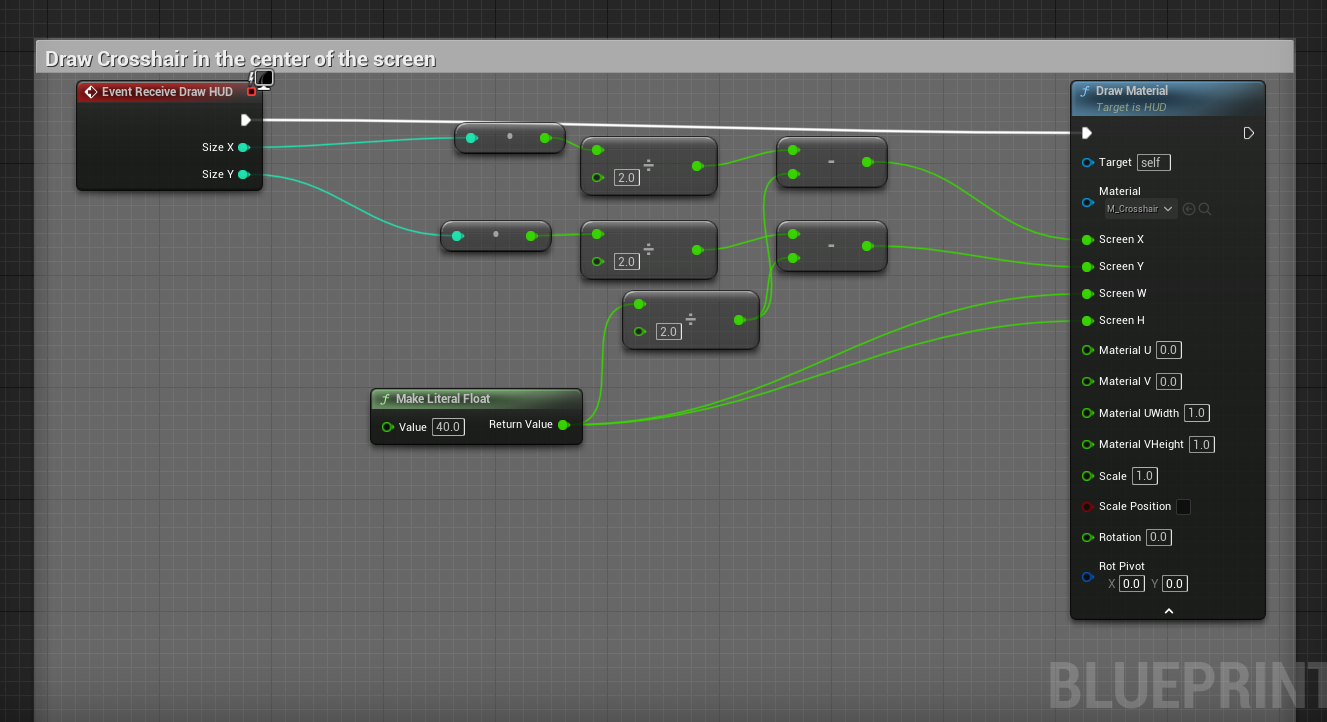 Draw Crosshair in the center of the screen
Event Receive Draw HUD
Size X
Size Y
÷
2.0
-
÷
2.0
-
÷
2.0
f Make Literal Float
Value 40.0 Return Value
f Draw Material
Target is HUD
Target self
Material
M_Crosshair
Screen X
Screen Y
Screen W
Screen H
Material U 0.0
Material V 0.0
Material UWidth 1.0
Material VHeight 1.0
Scale 1.0
Scale Position
Rotation 0.0
Rot Pivot
X 0.0 Y 0.0
BLUEPRINT